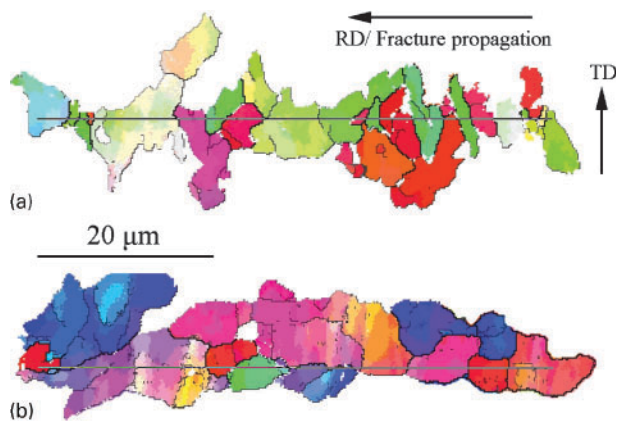 RD/ Fracture propagation
TD
(a)
20 μm
(b)